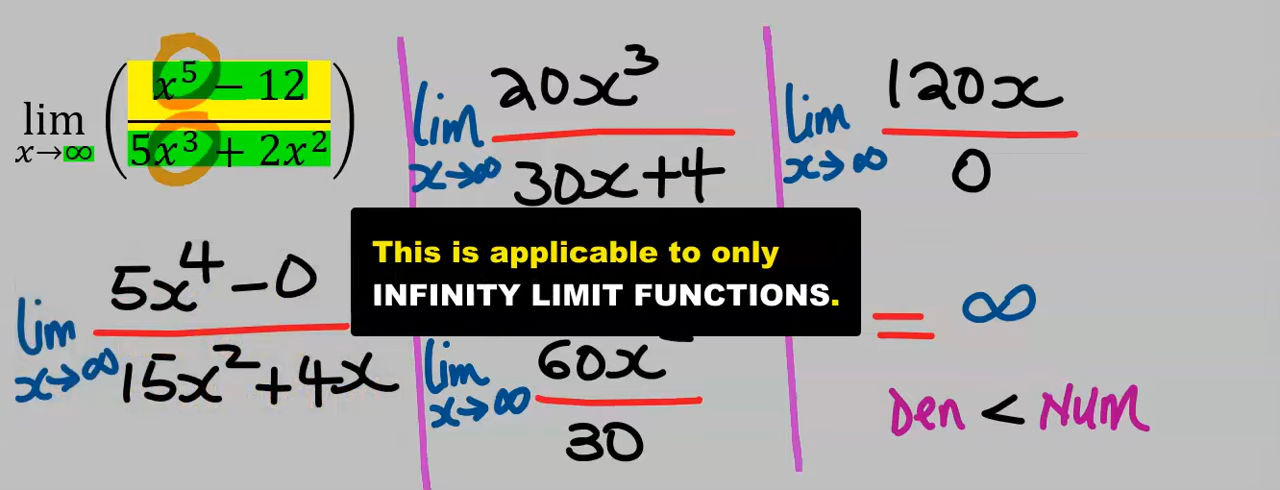 lim x→∞ ( x⁵ − 12 / 5x³ + 2x² )
lim x→∞ 5x⁴ − 0 / 15x² + 4x
lim x→∞ 20x³ / 30x + 4
This is applicable to only
INFINITY LIMIT FUNCTIONS.
lim x→∞ 60x / 30
lim x→∞ 120x / 0
= ∞
Den < Num